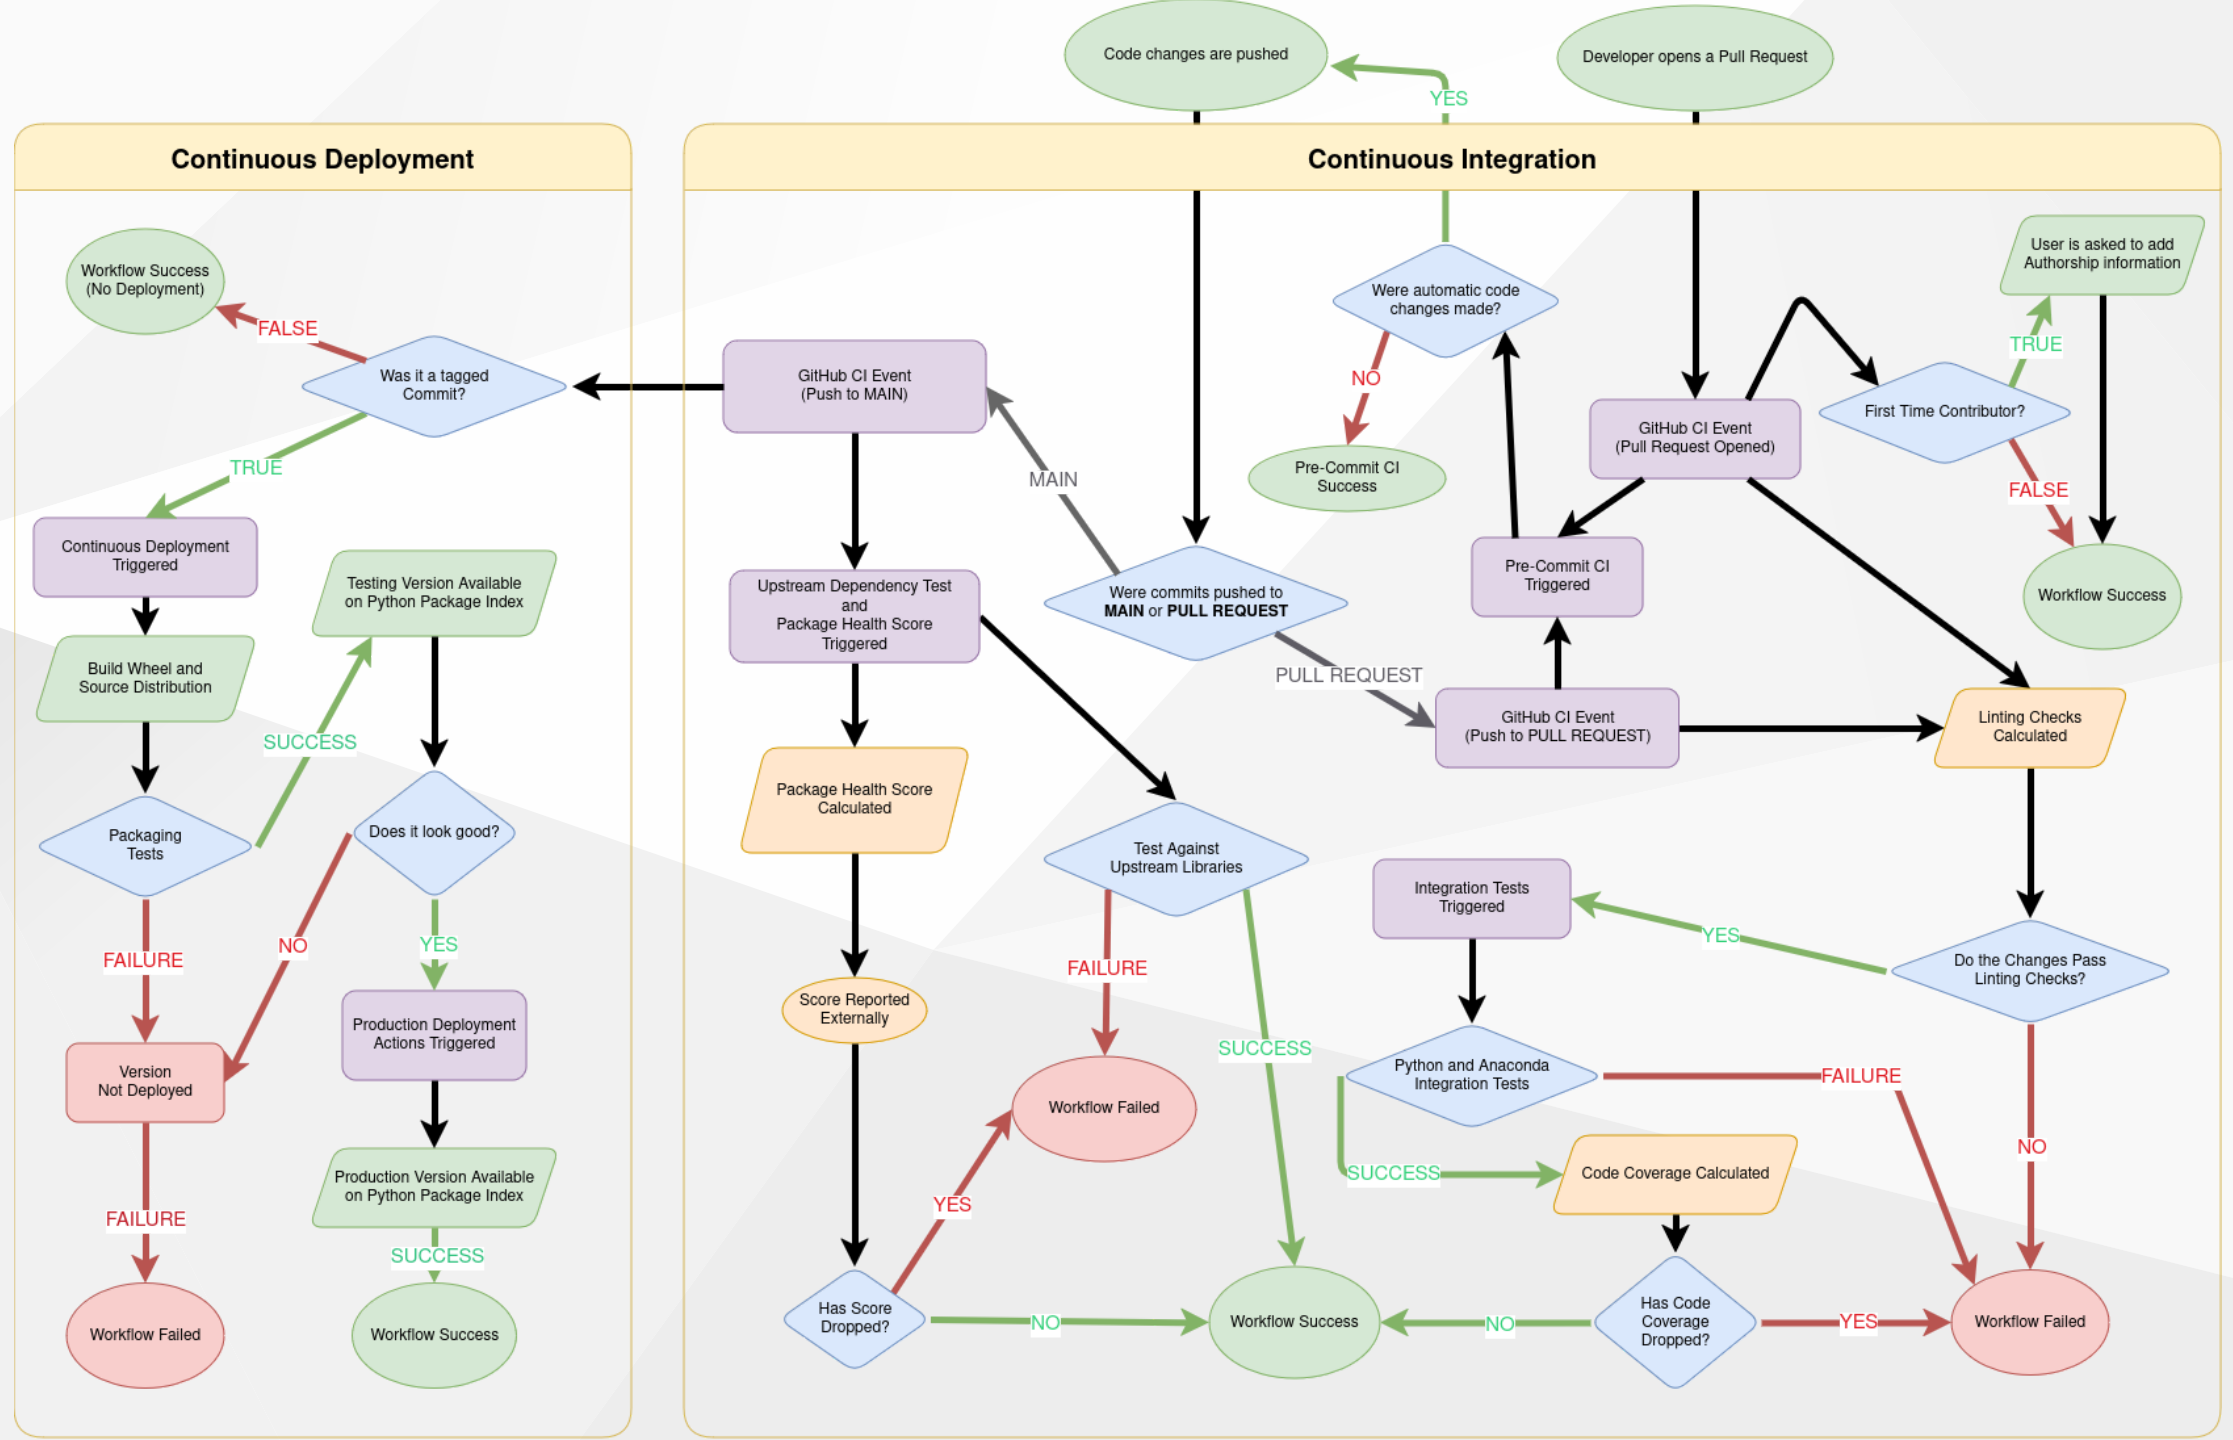 Code changes are pushed
Developer opens a Pull Request
YES
Continuous Deployment
Continuous Integration
Workflow Success
(No Deployment)
FALSE
Was it a tagged
Commit?
TRUE
Continuous Deployment
Triggered
Build Wheel and
Source Distribution
Packaging
Tests
SUCCESS
FAILURE
Testing Version Available
on Python Package Index
Does it look good?
NO
YES
Version
Not Deployed
FAILURE
Workflow Failed
Production Deployment
Actions Triggered
Production Version Available
on Python Package Index
SUCCESS
Workflow Success
GitHub CI Event
(Push to MAIN)
MAIN
Were commits pushed to
MAIN or PULL REQUEST
PULL REQUEST
Upstream Dependency Test
and
Package Health Score
Triggered
Package Health Score
Calculated
Score Reported
Externally
Has Score
Dropped?
YES
NO
Test Against
Upstream Libraries
FAILURE
SUCCESS
Workflow Failed
Workflow Success
Were automatic code
changes made?
NO
Pre-Commit CI
Success
Pre-Commit CI
Triggered
GitHub CI Event
(Pull Request Opened)
First Time Contributor?
TRUE
User is asked to add
Authorship information
FALSE
Workflow Success
GitHub CI Event
(Push to PULL REQUEST)
Linting Checks
Calculated
Do the Changes Pass
Linting Checks?
YES
NO
Integration Tests
Triggered
Python and Anaconda
Integration Tests
FAILURE
SUCCESS
Code Coverage Calculated
Has Code
Coverage
Dropped?
NO
YES
Workflow Failed